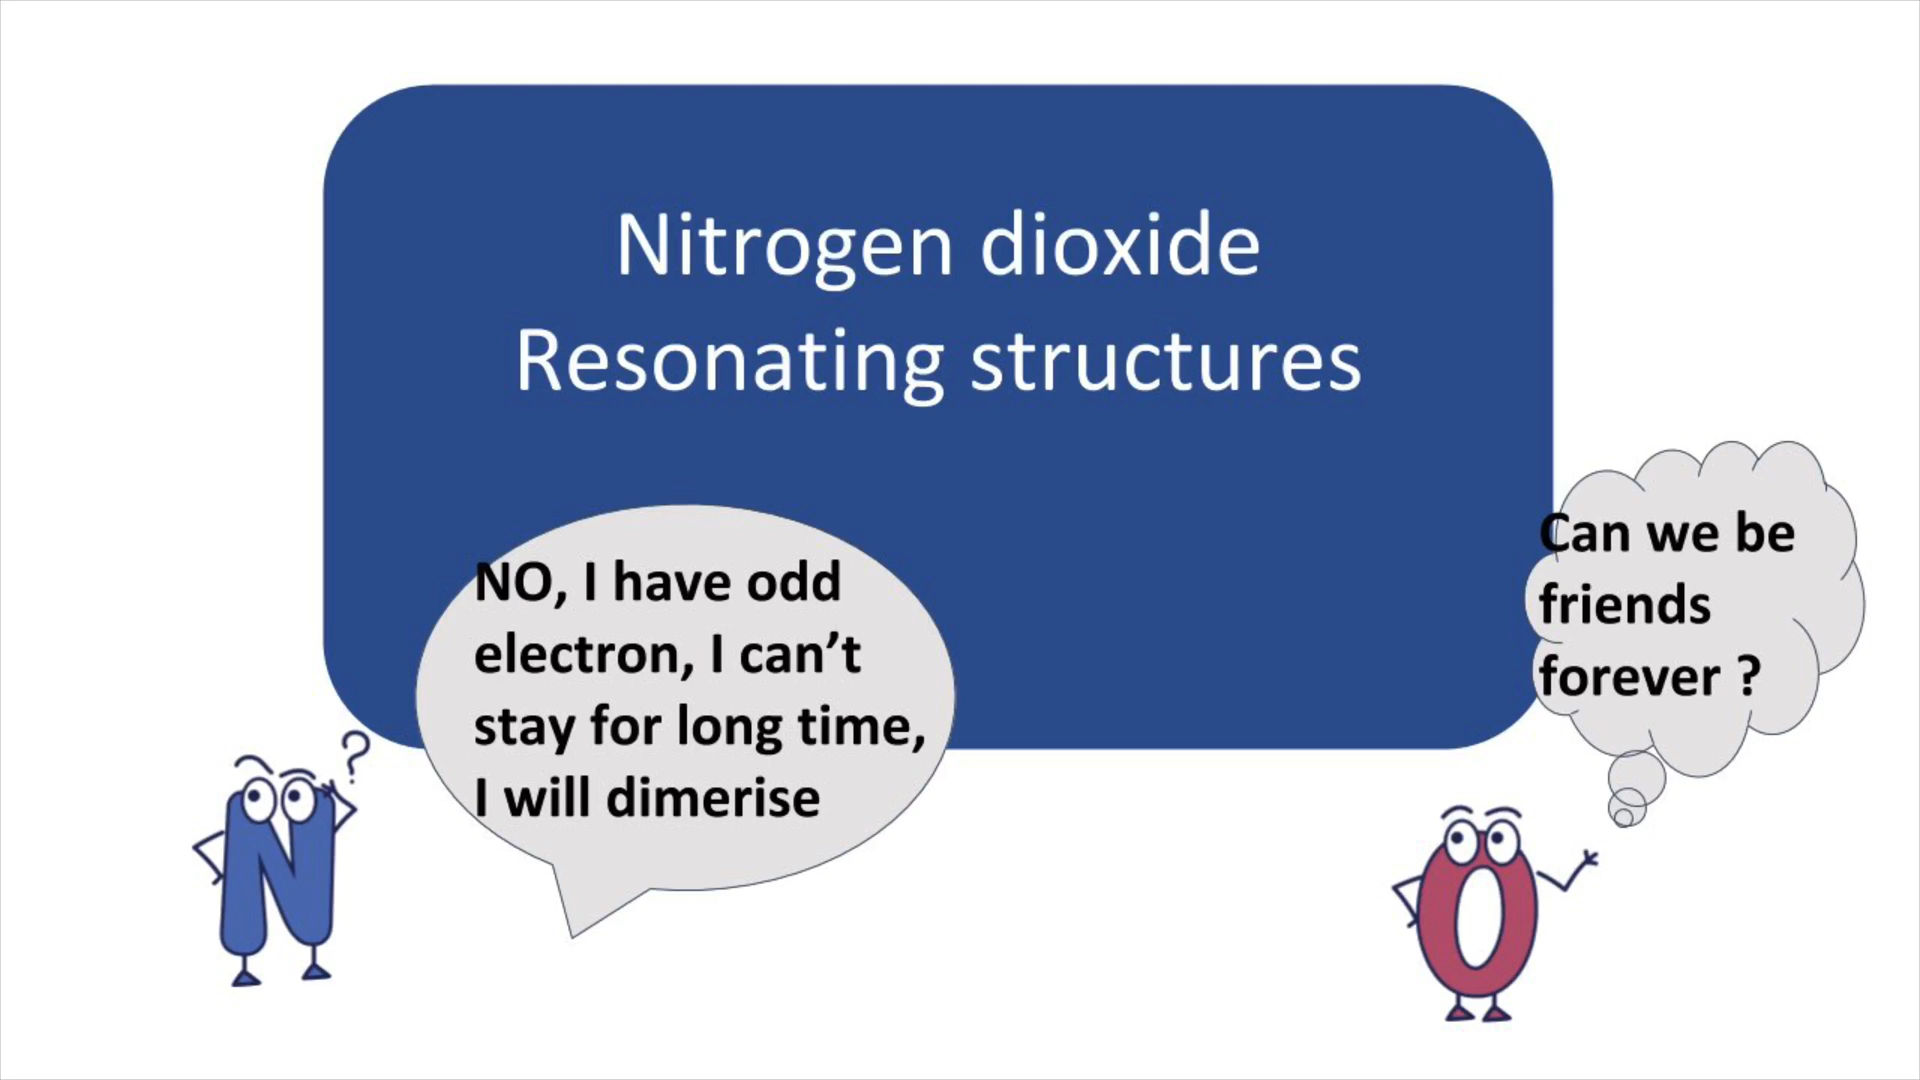 Nitrogen dioxide
Resonating structures
NO, I have odd
electron, I can’t
stay for long time,
I will dimerise
Can we be
friends
forever ?
?
N
O